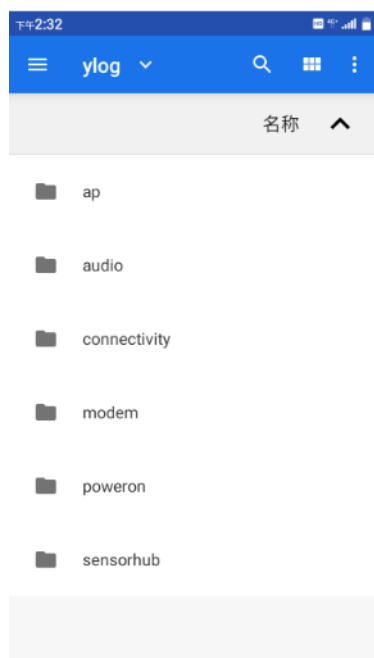 下午2:32
ylog
名称
ap
audio
connectivity
modem
poweron
sensorhub